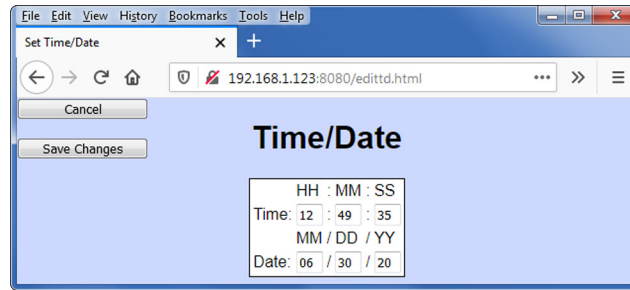 File Edit View History Bookmarks Tools Help
Set Time/Date
192.168.1.123:8080/edittd.html
Cancel
Time/Date
Save Changes
HH : MM : SS
Time: 12 : 49 : 35
MM / DD / YY
Date: 06 / 30 / 20